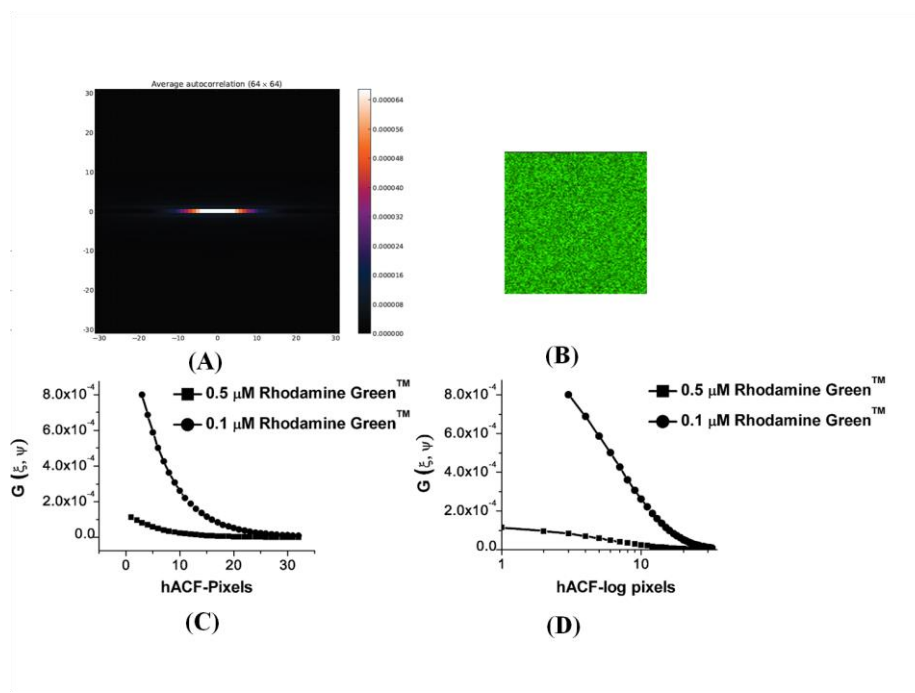 Average autocorrelation (64 × 64)
30
20
10
0
−10
−20
−30
−30 −20 −10 0 10 20 30
0.000064
0.000056
0.000048
0.000040
0.000032
0.000024
0.000016
0.000008
0.000000
(A)
(B)
8.0x10⁻⁴
6.0x10⁻⁴
4.0x10⁻⁴
2.0x10⁻⁴
0.0
G (ξ, ψ)
0.5 μM Rhodamine Green™
0.1 μM Rhodamine Green™
0 10 20 30
hACF-Pixels
(C)
8.0x10⁻⁴
6.0x10⁻⁴
4.0x10⁻⁴
2.0x10⁻⁴
0.0
G (ξ, ψ)
0.5 μM Rhodamine Green™
0.1 μM Rhodamine Green™
1 10
hACF-log pixels
(D)